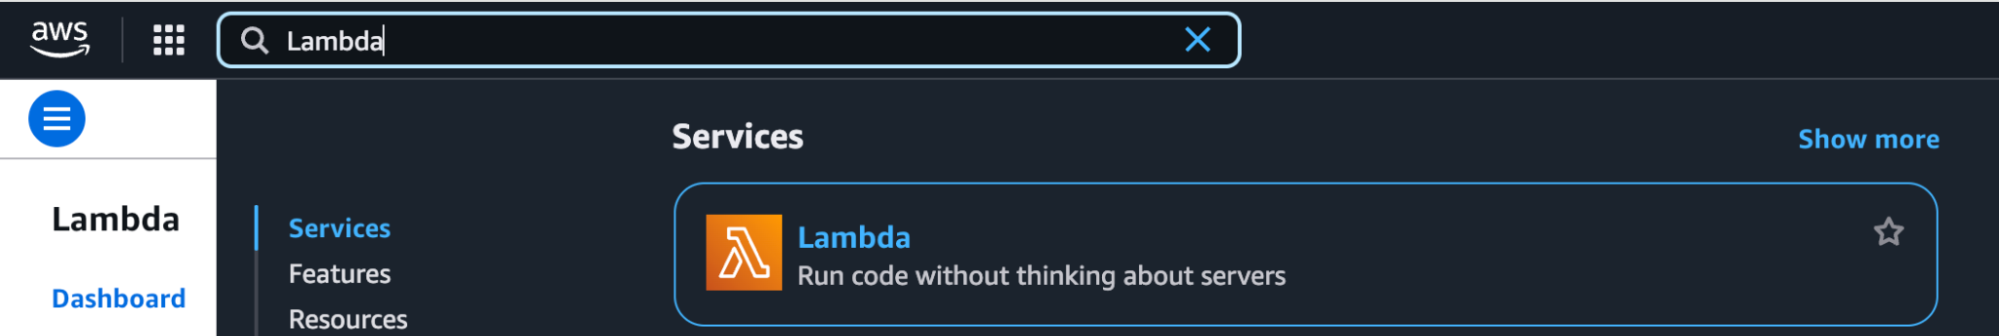 aws
Lambda
Services
Show more
Lambda
Dashboard
Services
Features
Resources
Lambda
Run code without thinking about servers